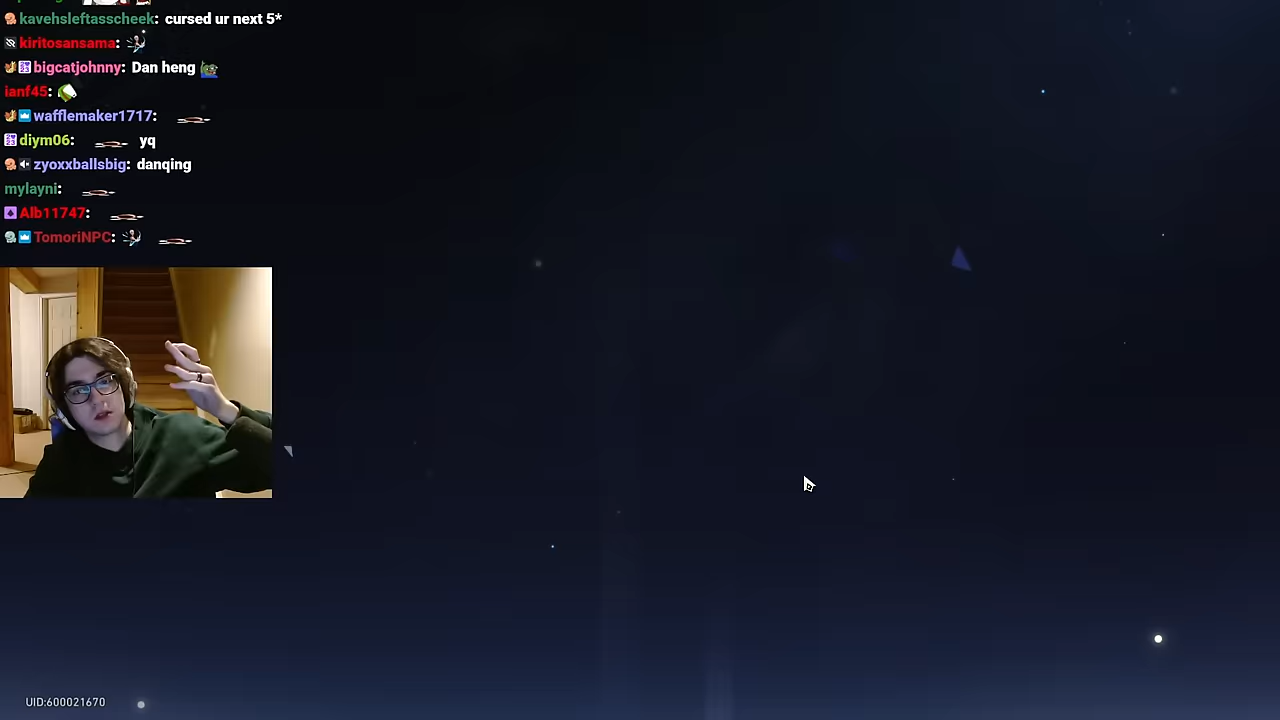 kavehsleftasscheek: cursed ur next 5*
kiritosansama:
bigcatjohnny: Dan heng
ianf45:
wafflemaker1717:
diym06: yq
zyoxxballsbig: danqing
mylayni:
Alb11747:
TomoriNPC:
UID:600021670